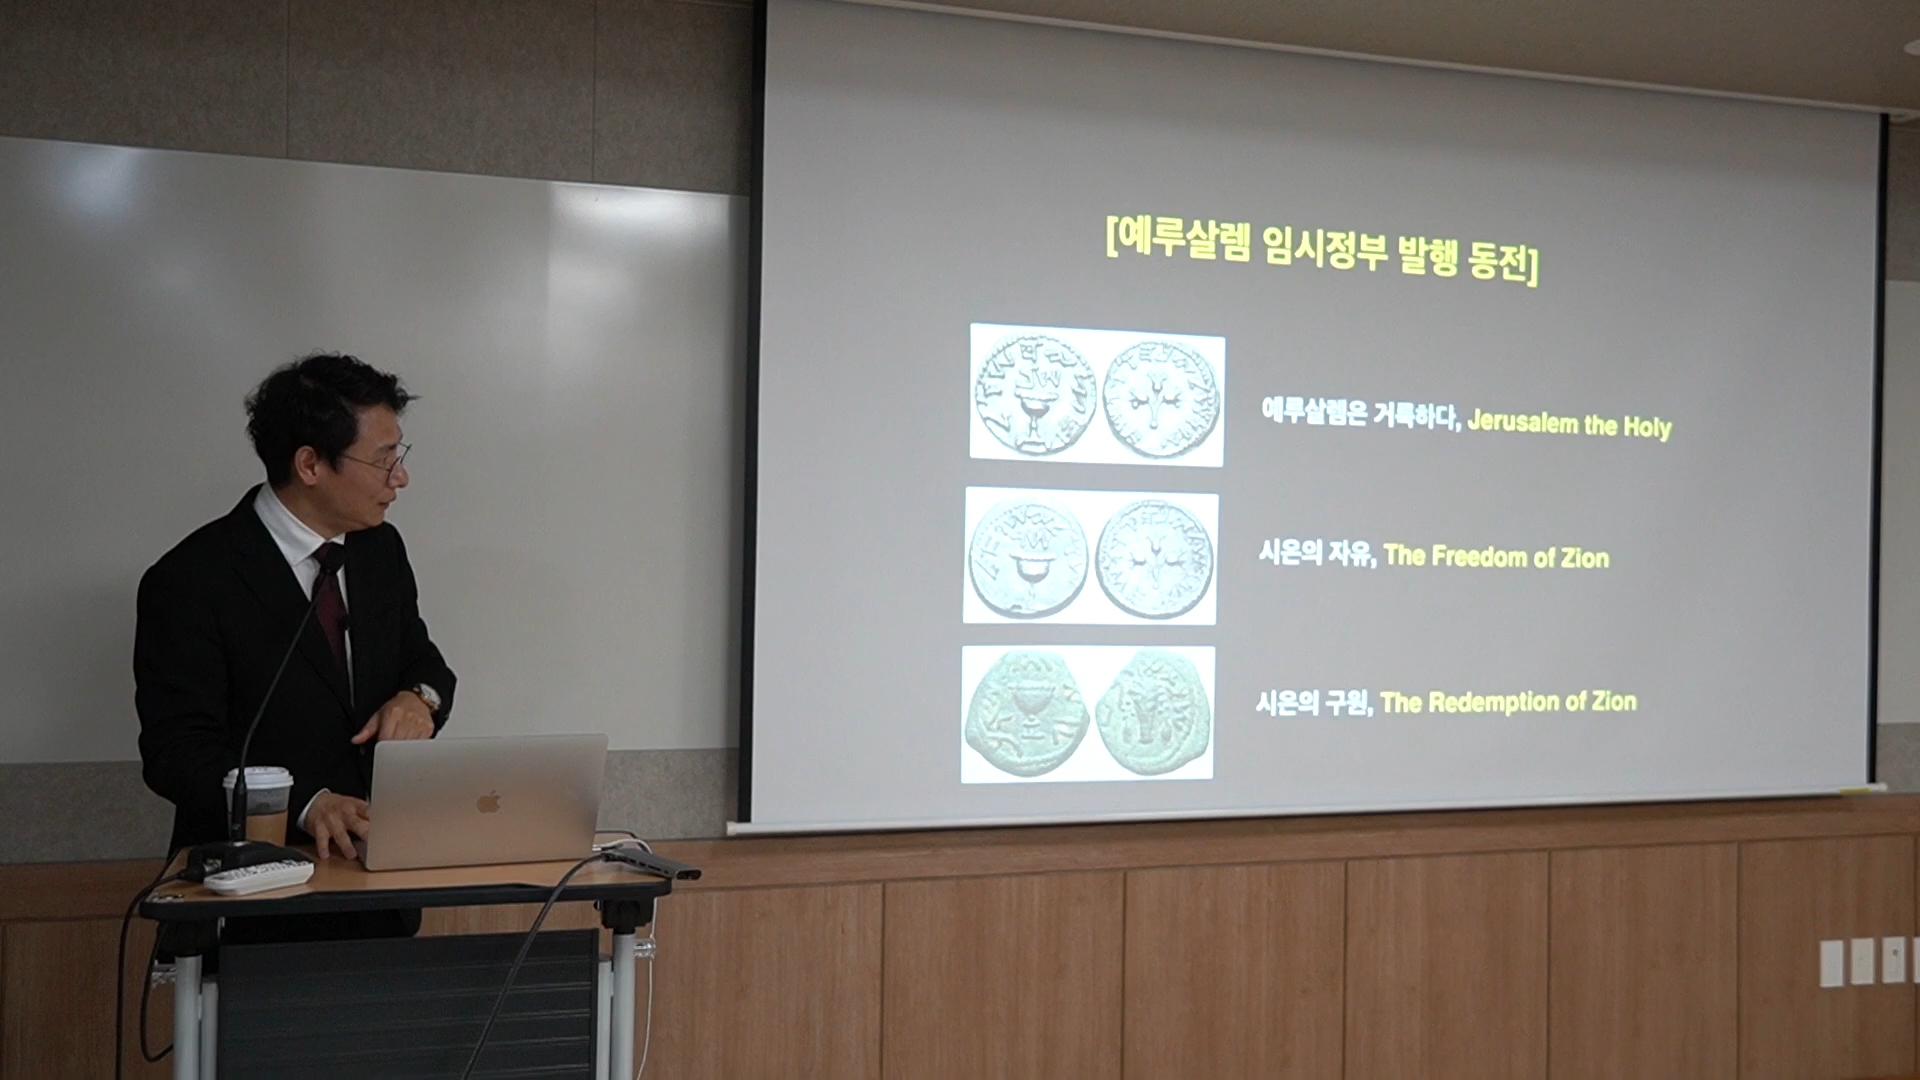 [예루살렘 임시정부 발행 동전]
예루살렘은 거룩하다, Jerusalem the Holy
시온의 자유, The Freedom of Zion
시온의 구원, The Redemption of Zion